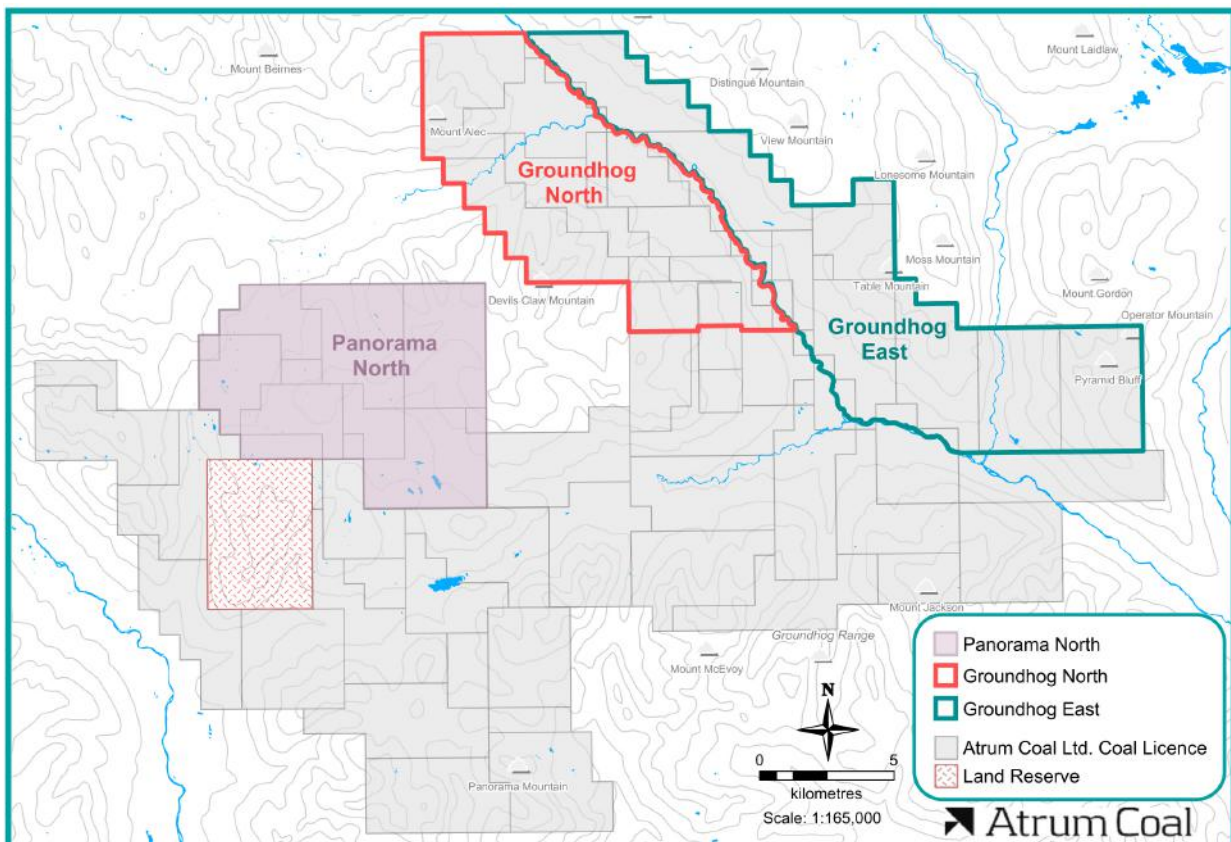 Mount Beirnes
Mount Laidlaw
Distingue Mountain
Mount Alec
View Mountain
Groundhog
North
Lonesome Mountain
Moss Mountain
Table Mountain
Mount Gordon
Devils Claw Mountain
Operator Mountain
Groundhog
East
Panorama
North
Pyramid Bluff
Mount Jackson
Groundhog Range
Mount McEvoy
Panorama Mountain
N
0 5
kilometres
Scale: 1:165,000
Panorama North
Groundhog North
Groundhog East
Atrum Coal Ltd. Coal Licence
Land Reserve
Atrum Coal